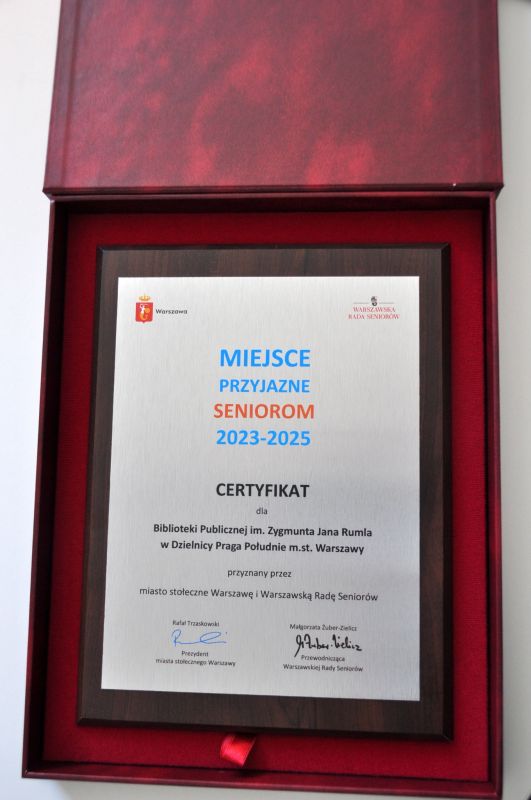 Warszawa
WARSZAWSKA
RADA SENIORÓW
MIEJSCE
PRZYJAZNE
SENIOROM
2023-2025
CERTYFIKAT
dla
Biblioteki Publicznej im. Zygmunta Jana Rumla
w Dzielnicy Praga Południe m.st. Warszawy
przyznany przez
miasto stołeczne Warszawę i Warszawską Radę Seniorów
Rafał Trzaskowski
Prezydent
miasta stołecznego Warszawy
Małgorzata Żuber-Zielicz
M Żuber-Zielicz
Przewodnicząca
Warszawskiej Rady Seniorów